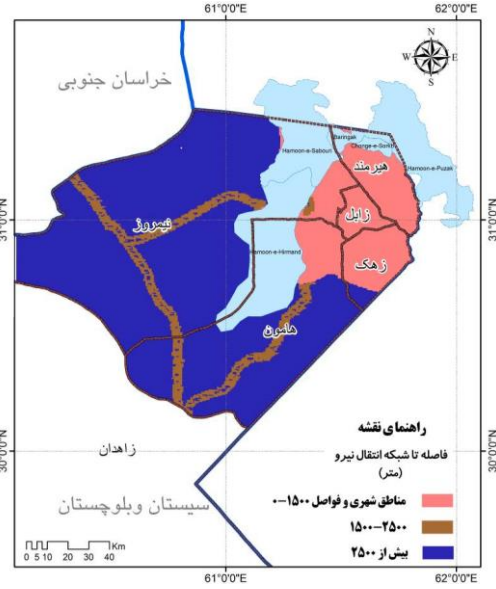 61°0'0"E
62°0'0"E
N
W
E
S
خراسان جنوبی
Baringak
Hamoon-e-Sabouri
Chonge-e-Sorkh
هیرمند
Hamoon-e-Puzak
زابل
نیمروز
31°0'0"N
31°0'0"N
Hamoon-e-Hirmand
زهک
هامون
راهنمای نقشه
زاهدان
فاصله تا شبکه انتقال نیرو
(متر)
30°0'0"N
30°0'0"N
سیستان وبلوچستان
مناطق شهری و فواصل ۱۵۰۰-۰
۱۵۰۰-۲۵۰۰
بیش از ۲۵۰۰
Km
0 5 10 20 30 40
61°0'0"E
62°0'0"E